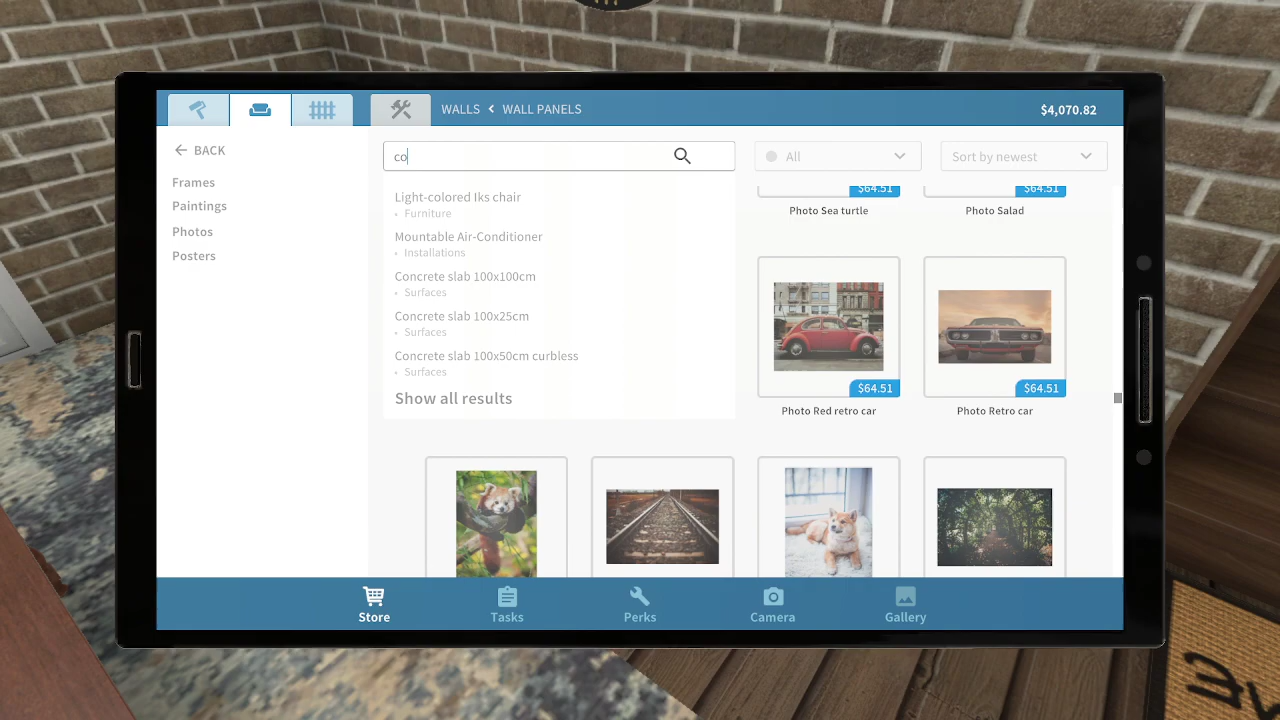 WALLS < WALL PANELS
$4,070.82
BACK
Frames
Paintings
Photos
Posters
co
All
Sort by newest
Light-colored Iks chair
• Furniture
Mountable Air-Conditioner
• Installations
Concrete slab 100x100cm
• Surfaces
Concrete slab 100x25cm
• Surfaces
Concrete slab 100x50cm curbless
• Surfaces
Show all results
$64.51
$64.51
Photo Sea turtle
Photo Salad
$64.51
$64.51
Photo Red retro car
Photo Retro car
Store
Tasks
Perks
Camera
Gallery